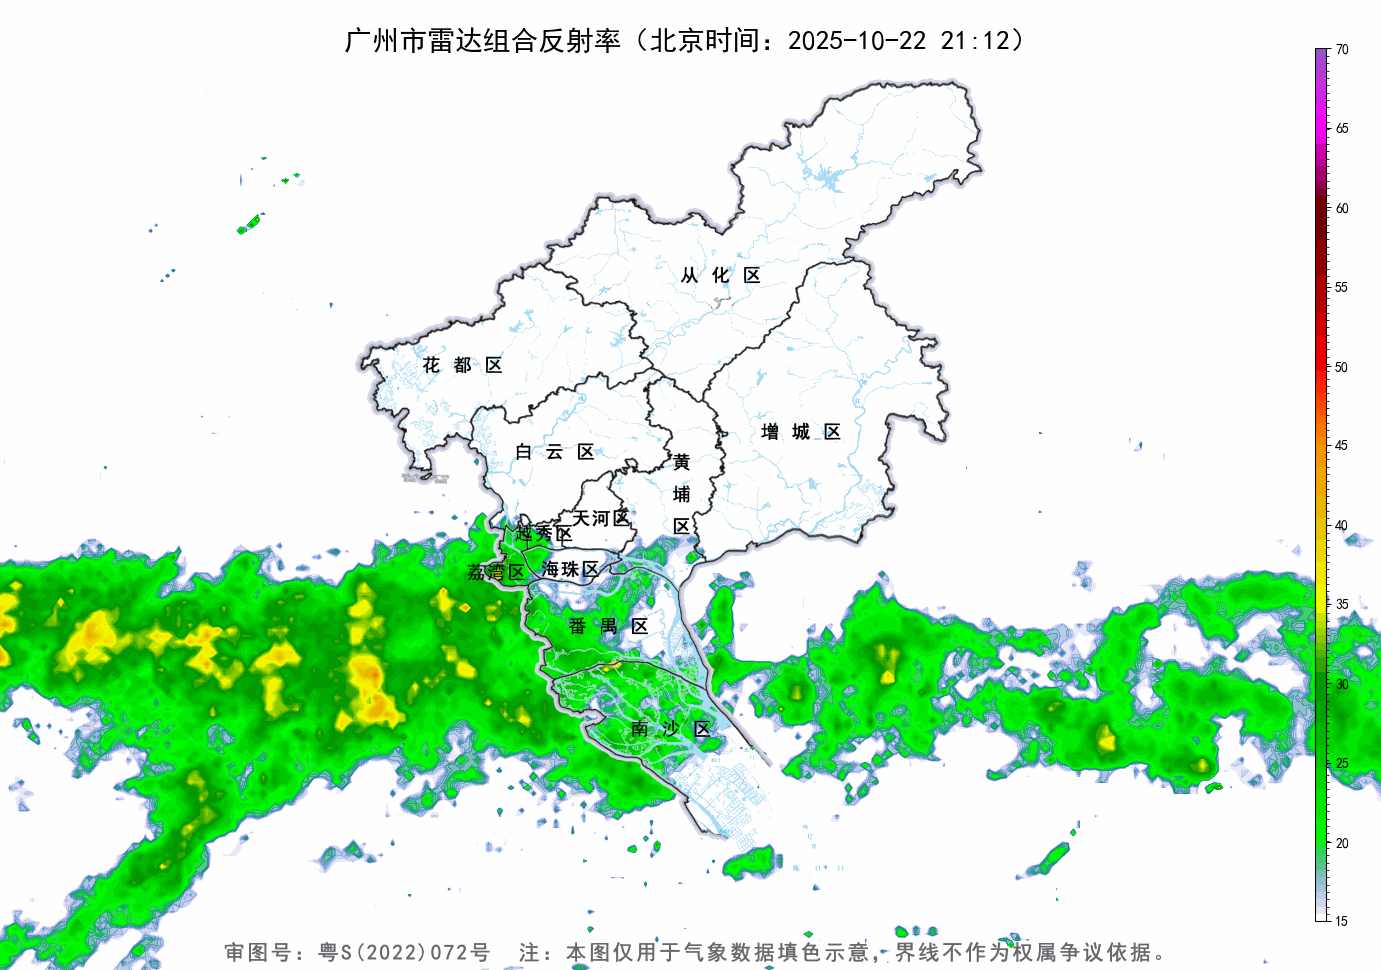 广州市雷达组合反射率（北京时间：2025-10-22 21:12）
70
65
60
55
50
45
40
35
30
25
20
15
从化区
花都区
增城区
白云区
黄埔区
天河区
越秀区
荔湾区
海珠区
番禺区
南沙区
审图号：粤S(2022)072号 注：本图仅用于气象数据填色示意，界线不作为权属争议依据。